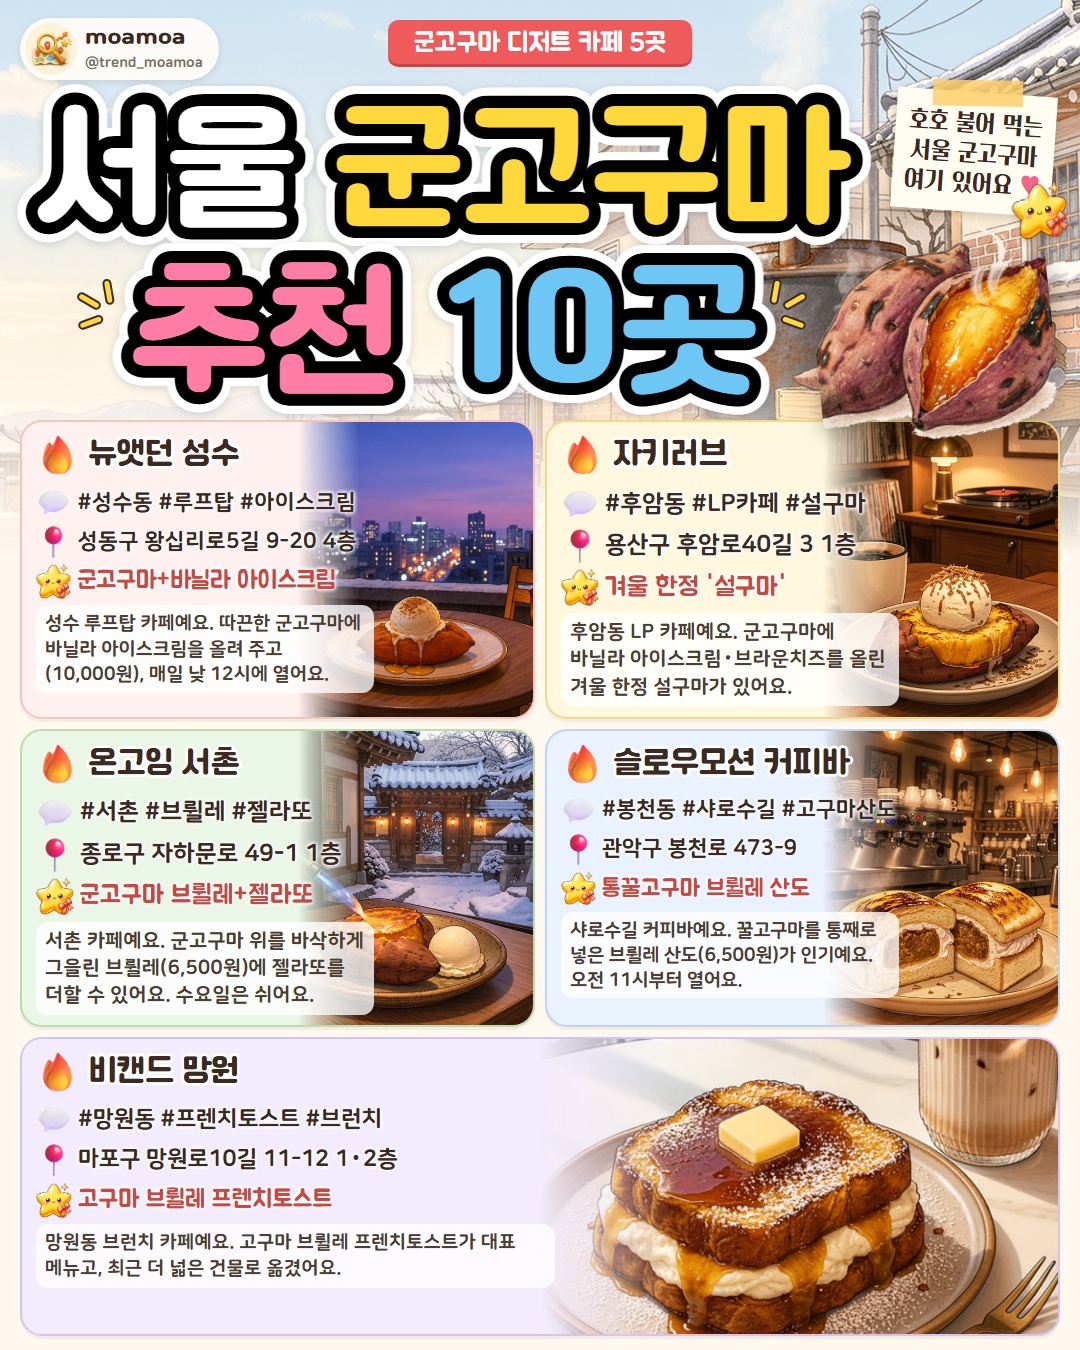 moamoa
@trend_moamoa
군고구마 디저트 카페 5곳
서울 군고구마
추천 10곳
호호 불어 먹는
서울 군고구마
여기 있어요
뉴앳던 성수
#성수동 #루프탑 #아이스크림
성동구 왕십리로5길 9-20 4층
군고구마+바닐라 아이스크림
성수 루프탑 카페예요. 따끈한 군고구마에
바닐라 아이스크림을 올려 주고
(10,000원), 매일 낮 12시에 열어요.
자키러브
#후암동 #LP카페 #설구마
용산구 후암로40길 3 1층
겨울 한정 '설구마'
후암동 LP 카페예요. 군고구마에
바닐라 아이스크림·브라운치즈를 올린
겨울 한정 설구마가 있어요.
온고잉 서촌
#서촌 #브륄레 #젤라또
종로구 자하문로 49-1 1층
군고구마 브륄레+젤라또
서촌 카페예요. 군고구마 위를 바삭하게
그을린 브륄레(6,500원)에 젤라또를
더할 수 있어요. 수요일은 쉬어요.
슬로우모션 커피바
#봉천동 #샤로수길 #고구마산도
관악구 봉천로 473-9
통꿀고구마 브륄레 산도
샤로수길 커피바예요. 꿀고구마를 통째로
넣은 브륄레 산도(6,500원)가 인기예요.
오전 11시부터 열어요.
비캔드 망원
#망원동 #프렌치토스트 #브런치
마포구 망원로10길 11-12 1·2층
고구마 브륄레 프렌치토스트
망원동 브런치 카페예요. 고구마 브륄레 프렌치토스트가 대표
메뉴고, 최근 더 넓은 건물로 옮겼어요.